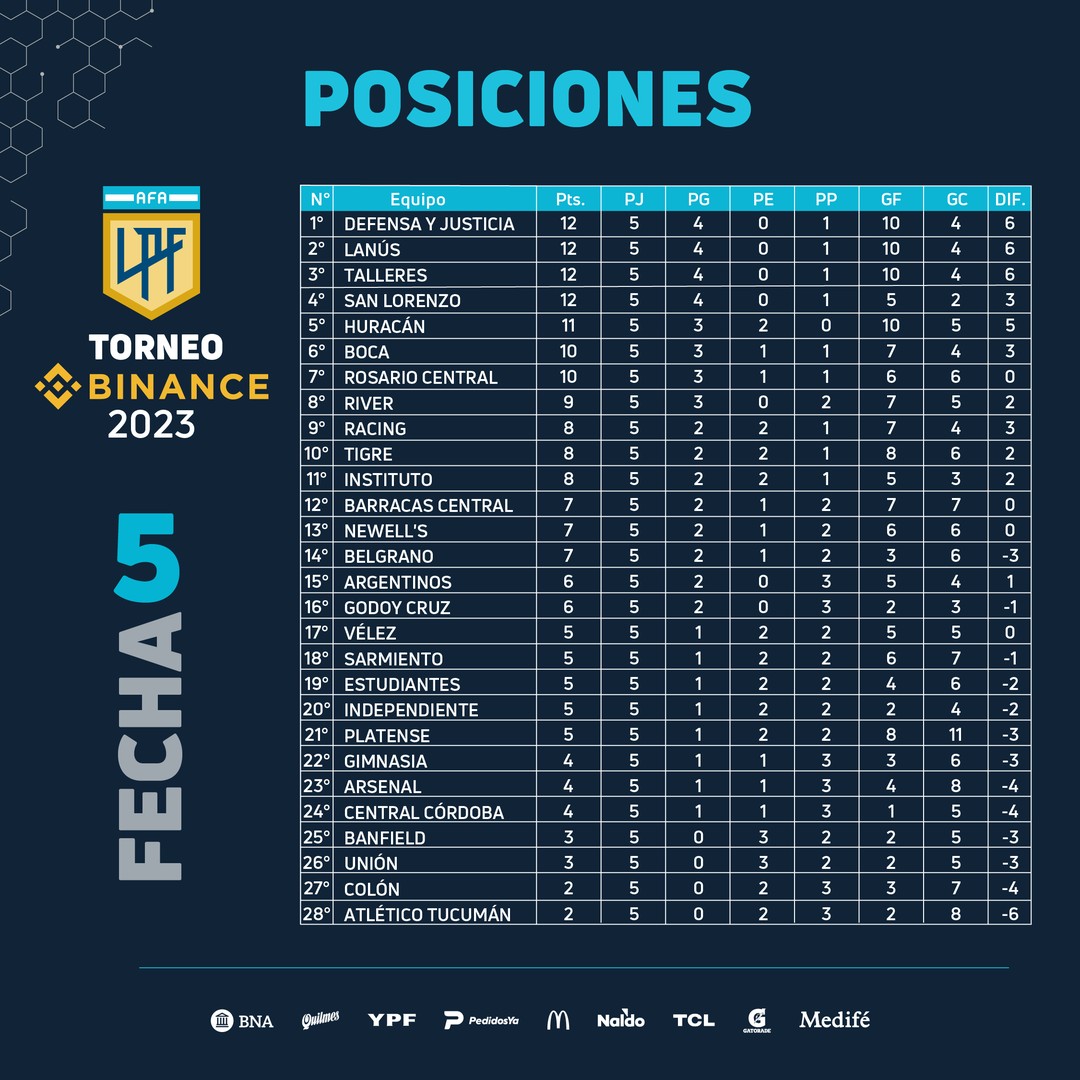 POSICIONES
AFA
LPF
TORNEO
BINANCE
2023
FECHA 5
N° Equipo Pts. PJ PG PE PP GF GC DIF.
1° DEFENSA Y JUSTICIA 12 5 4 0 1 10 4 6
2° LANÚS 12 5 4 0 1 10 4 6
3° TALLERES 12 5 4 0 1 10 4 6
4° SAN LORENZO 12 5 4 0 1 5 2 3
5° HURACÁN 11 5 3 2 0 10 5 5
6° BOCA 10 5 3 1 1 7 4 3
7° ROSARIO CENTRAL 10 5 3 1 1 6 6 0
8° RIVER 9 5 3 0 2 7 5 2
9° RACING 8 5 2 2 1 7 4 3
10° TIGRE 8 5 2 2 1 8 6 2
11° INSTITUTO 8 5 2 2 1 5 3 2
12° BARRACAS CENTRAL 7 5 2 1 2 7 7 0
13° NEWELL'S 7 5 2 1 2 6 6 0
14° BELGRANO 7 5 2 1 2 3 6 -3
15° ARGENTINOS 6 5 2 0 3 5 4 1
16° GODOY CRUZ 6 5 2 0 3 2 3 -1
17° VÉLEZ 5 5 1 2 2 5 5 0
18° SARMIENTO 5 5 1 2 2 6 7 -1
19° ESTUDIANTES 5 5 1 2 2 4 6 -2
20° INDEPENDIENTE 5 5 1 2 2 2 4 -2
21° PLATENSE 5 5 1 2 2 8 11 -3
22° GIMNASIA 4 5 1 1 3 3 6 -3
23° ARSENAL 4 5 1 1 3 4 8 -4
24° CENTRAL CÓRDOBA 4 5 1 1 3 1 5 -4
25° BANFIELD 3 5 0 3 2 2 5 -3
26° UNIÓN 3 5 0 3 2 2 5 -3
27° COLÓN 2 5 0 2 3 3 7 -4
28° ATLÉTICO TUCUMÁN 2 5 0 2 3 2 8 -6
BNA Quilmes YPF PedidosYa Naldo TCL G GATORADE Medifé